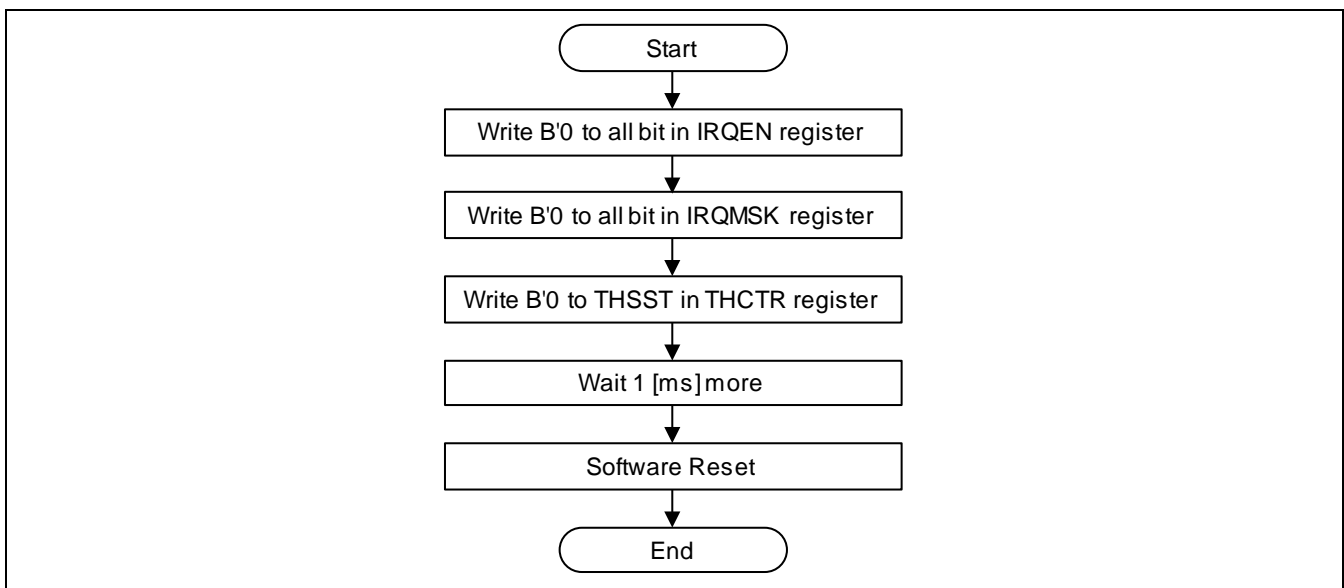 Start
Write B'0 to all bit in IRQEN register
Write B'0 to all bit in IRQMSK register
Write B'0 to THSST in THCTR register
Wait 1 [ms] more
Software Reset
End